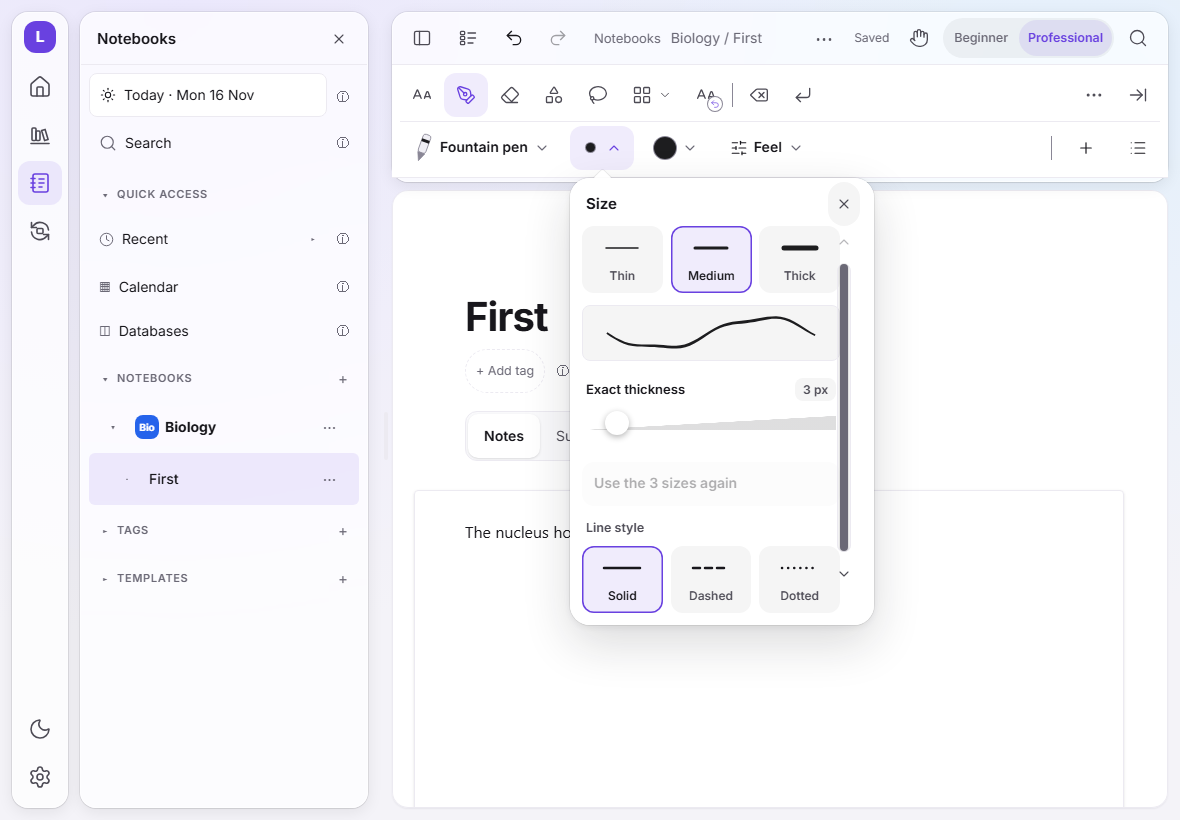 L
Notebooks
Today · Mon 16 Nov
Search
QUICK ACCESS
Recent
Calendar
Databases
NOTEBOOKS
Bio Biology
First
TAGS
TEMPLATES
Notebooks Biology / First
Saved
Beginner
Professional
AA
AA
Fountain pen
Feel
First
+ Add tag
Notes
Su
The nucleus ho
Size
Thin
Medium
Thick
Exact thickness
3 px
Use the 3 sizes again
Line style
Solid
Dashed
Dotted